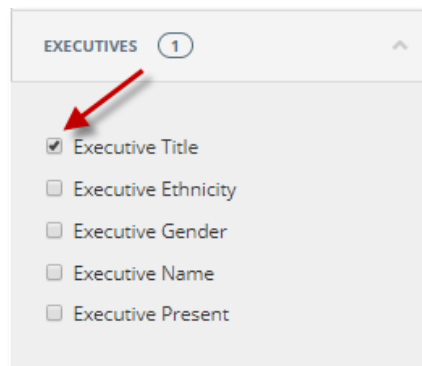 EXECUTIVES 1
Executive Title
Executive Ethnicity
Executive Gender
Executive Name
Executive Present